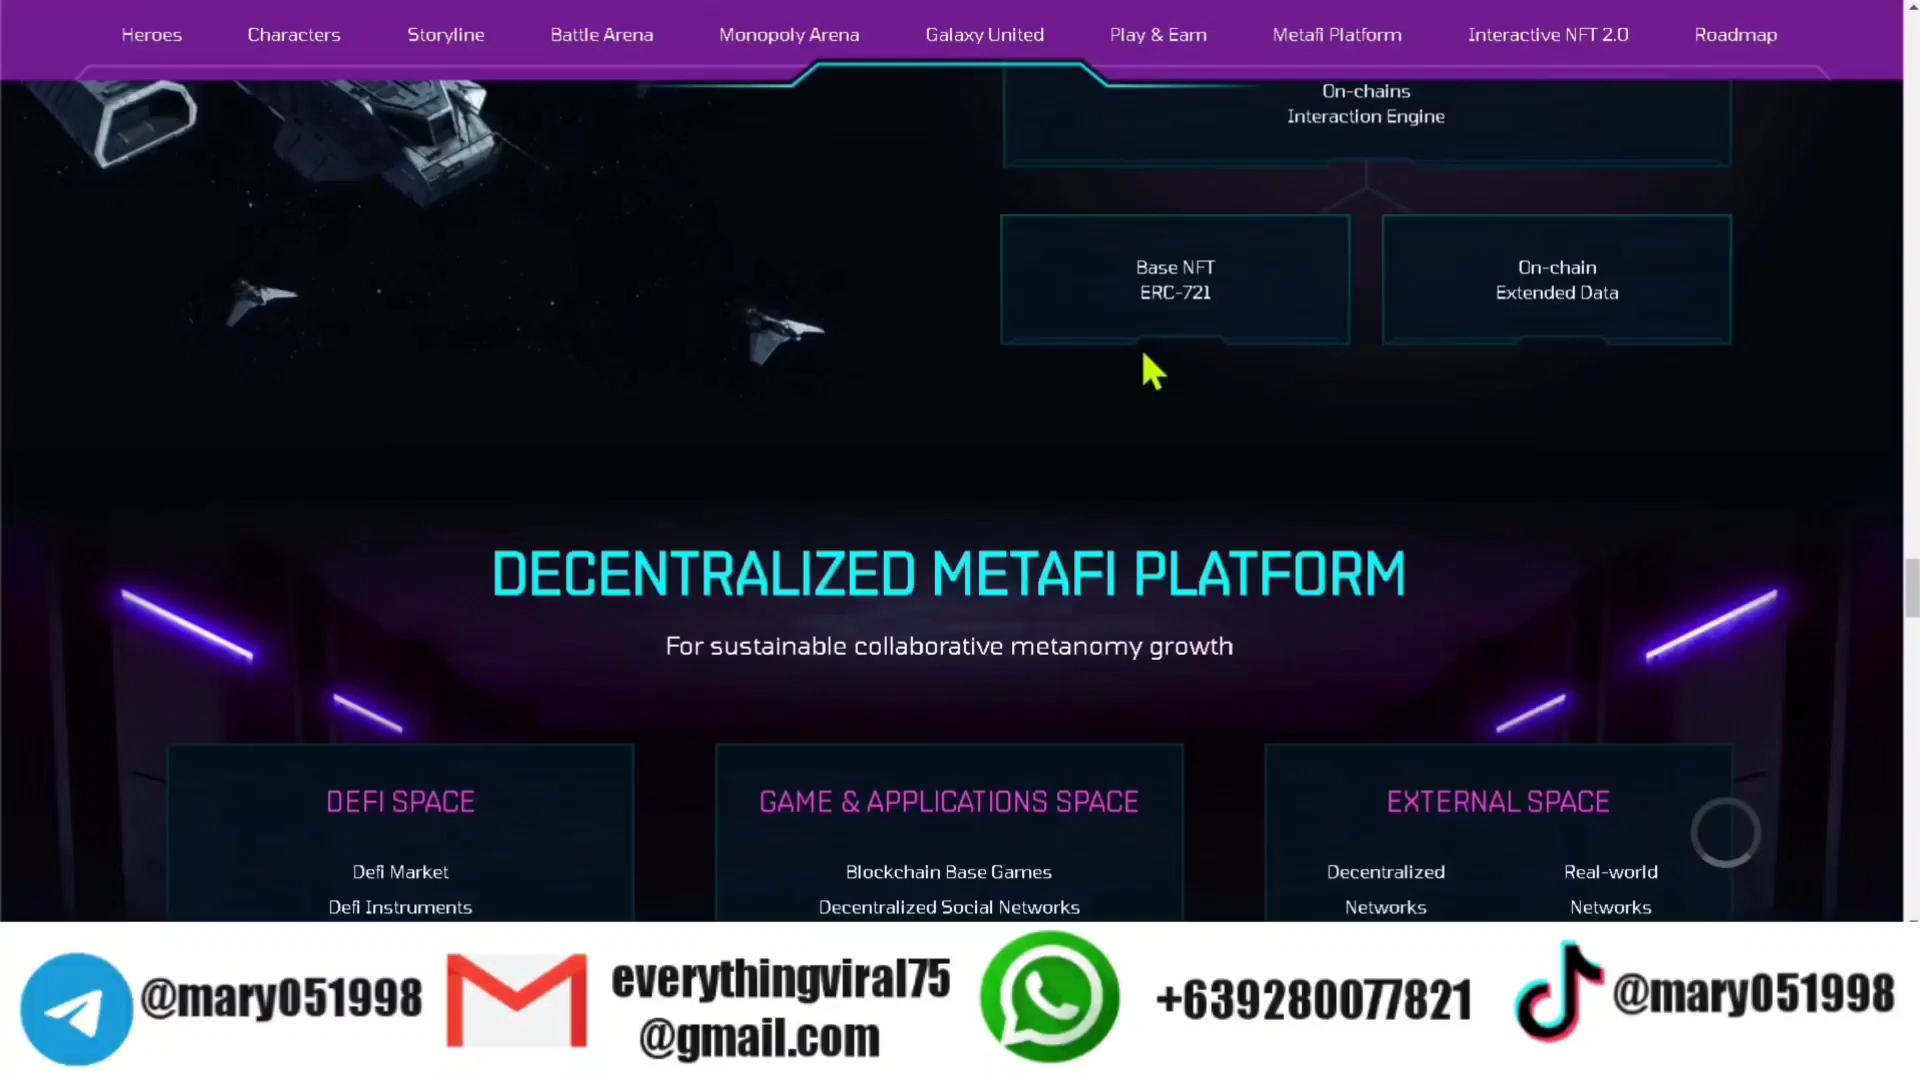 Heroes Characters Storyline Battle Arena Monopoly Arena Galaxy United Play & Earn Metafi Platform Interactive NFT 2.0 Roadmap
On-chains
Interaction Engine
Base NFT
ERC-721
On-chain
Extended Data
DECENTRALIZED METAFI PLATFORM
For sustainable collaborative metanomy growth
DEFI SPACE
Defi Market
Defi Instruments
GAME & APPLICATIONS SPACE
Blockchain Base Games
Decentralized Social Networks
EXTERNAL SPACE
Decentralized
Networks
Real-world
Networks
@mary051998
everythingviral75
@gmail.com
+639280077821
@mary051998